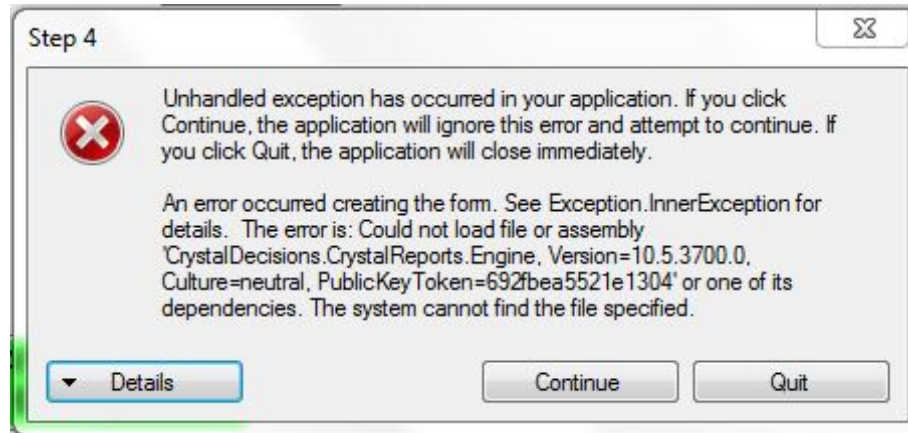 Step 4
Unhandled exception has occurred in your application. If you click
Continue, the application will ignore this error and attempt to continue. If
you click Quit, the application will close immediately.
An error occurred creating the form. See Exception.InnerException for
details.  The error is: Could not load file or assembly
'CrystalDecisions.CrystalReports.Engine, Version=10.5.3700.0,
Culture=neutral, PublicKeyToken=692fbea5521e1304' or one of its
dependencies. The system cannot find the file specified.
Details
Continue
Quit